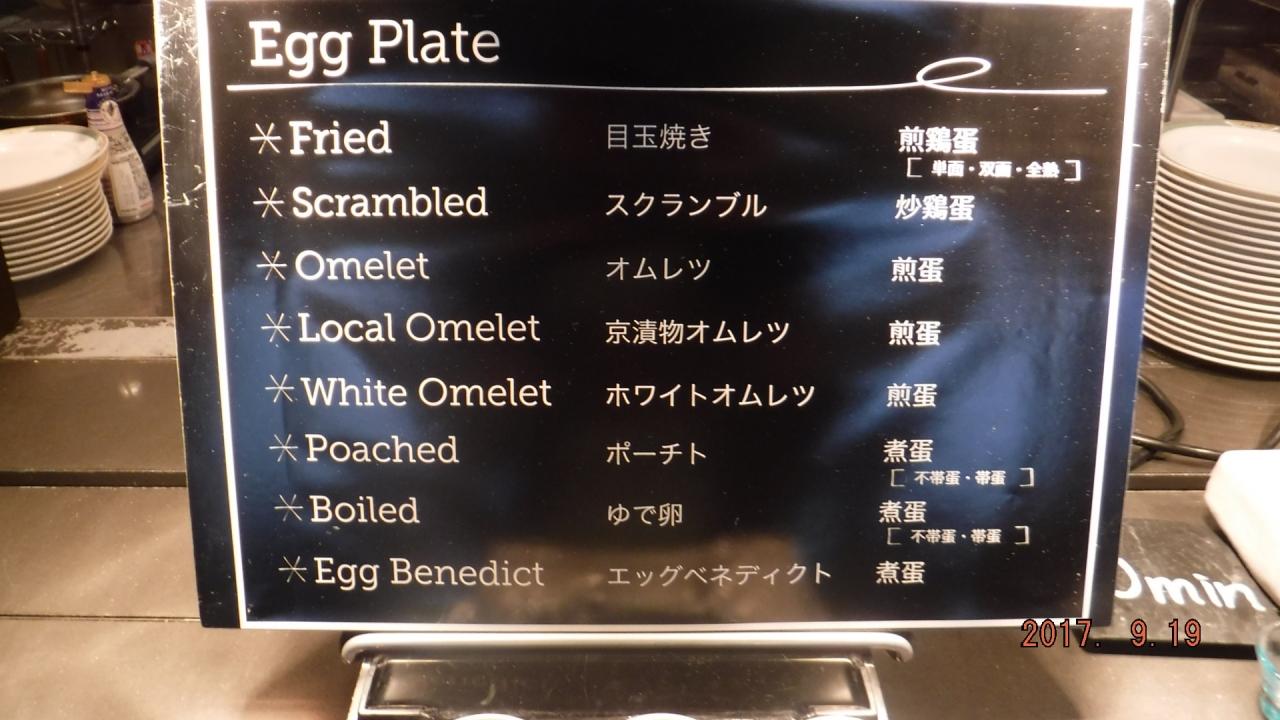 Egg Plate
* Fried 目玉焼き 煎鶏蛋
[ 単面・双面・全熟 ]
* Scrambled スクランブル 炒鶏蛋
* Omelet オムレツ 煎蛋
* Local Omelet 京漬物オムレツ 煎蛋
* White Omelet ホワイトオムレツ 煎蛋
* Poached ポーチト 煮蛋
[ 不帯蛋・帯蛋 ]
* Boiled ゆで卵 煮蛋
[ 不帯蛋・帯蛋 ]
* Egg Benedict エッグベネディクト 煮蛋
0min
2017. 9.19